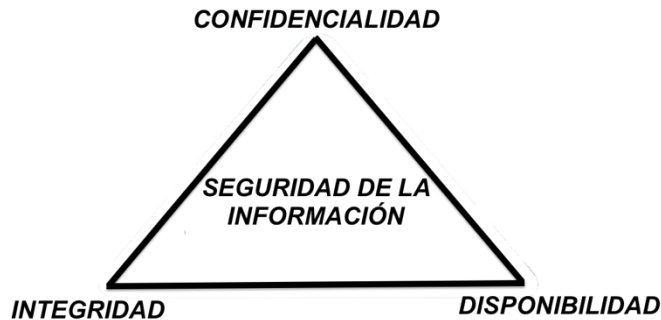 CONFIDENCIALIDAD
SEGURIDAD DE LA
INFORMACIÓN
INTEGRIDAD
DISPONIBILIDAD